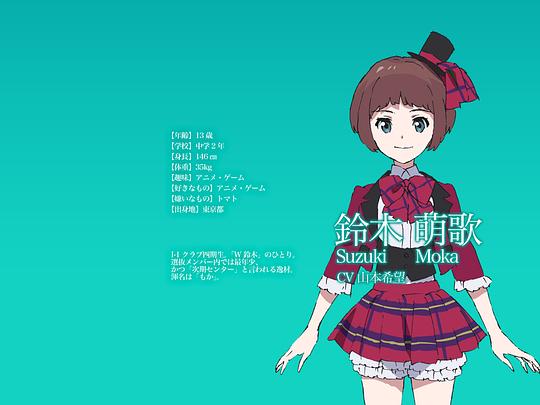 【年齢】13歳
【学校】中学2年
【身長】146㎝
【体重】35kg
【趣味】アニメ・ゲーム
【好きなもの】アニメ・ゲーム
【嫌いなもの】トマト
【出身地】東京都
I-1クラブ四期生。「W鈴木」のひとり。
選抜メンバー内では最年少。
かつ「次期センター」と言われる逸材。
渾名は「もか」。
鈴木 萌歌
Suzuki Moka
CV 山本希望